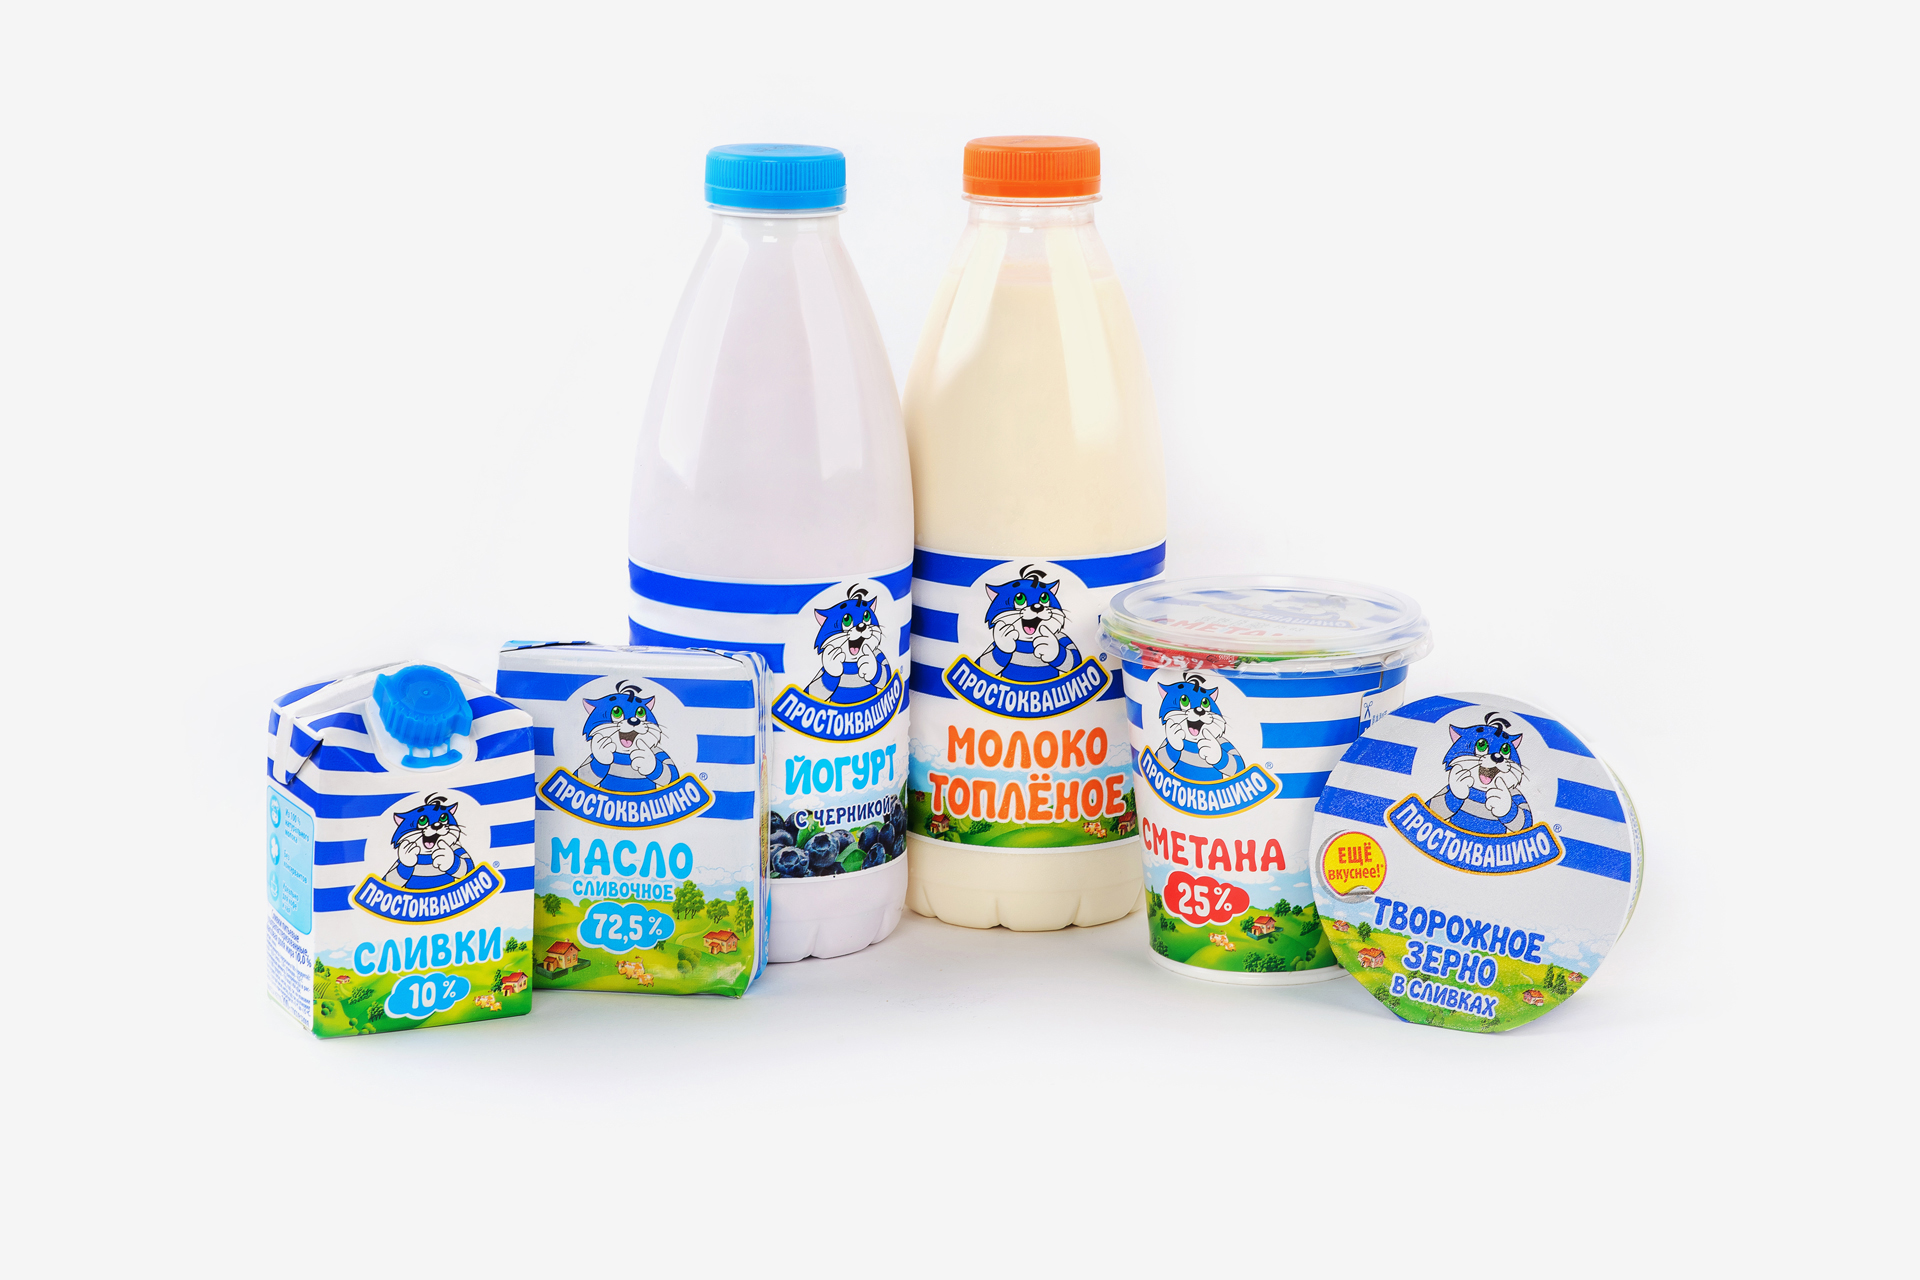 ПРОСТОКВАШИНО
СЛИВКИ
10%
ПРОСТОКВАШИНО
МАСЛО
СЛИВОЧНОЕ
72,5%
ПРОСТОКВАШИНО
ЙОГУРТ
С ЧЕРНИКОЙ
ПРОСТОКВАШИНО
МОЛОКО
ТОПЛЁНОЕ
ПРОСТОКВАШИНО
СМЕТАНА
25%
ПРОСТОКВАШИНО
ЕЩЁ
ВКУСНЕЕ!*
ТВОРОЖНОЕ
ЗЕРНО
В СЛИВКАХ